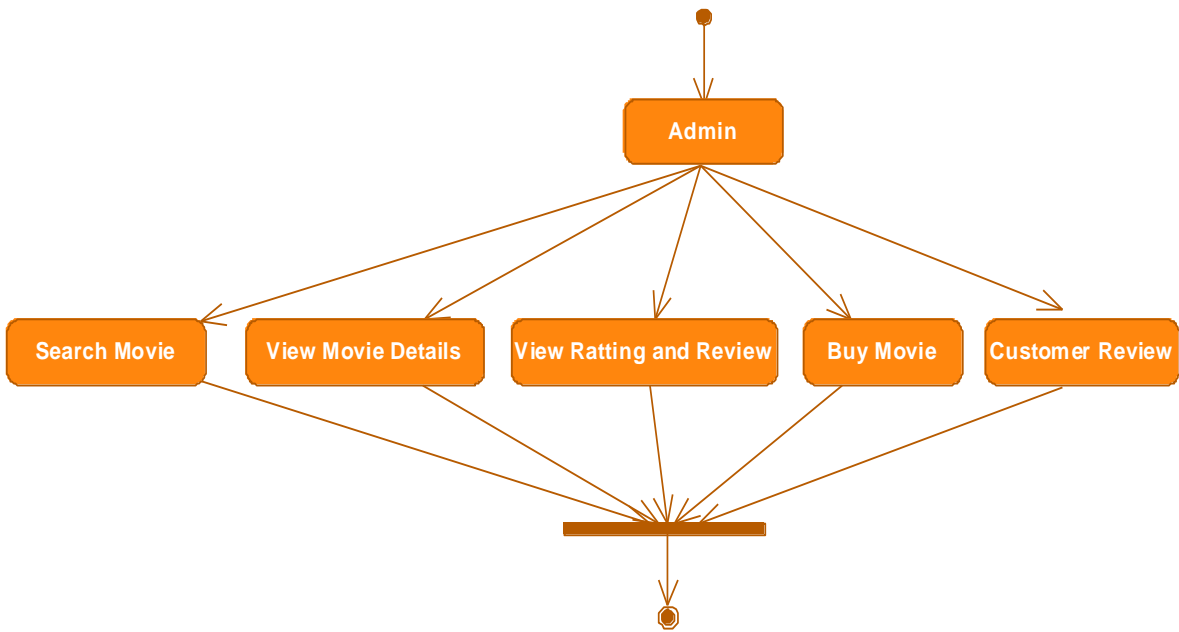 Admin
Search Movie
View Movie Details
View Ratting and Review
Buy Movie
Customer Review